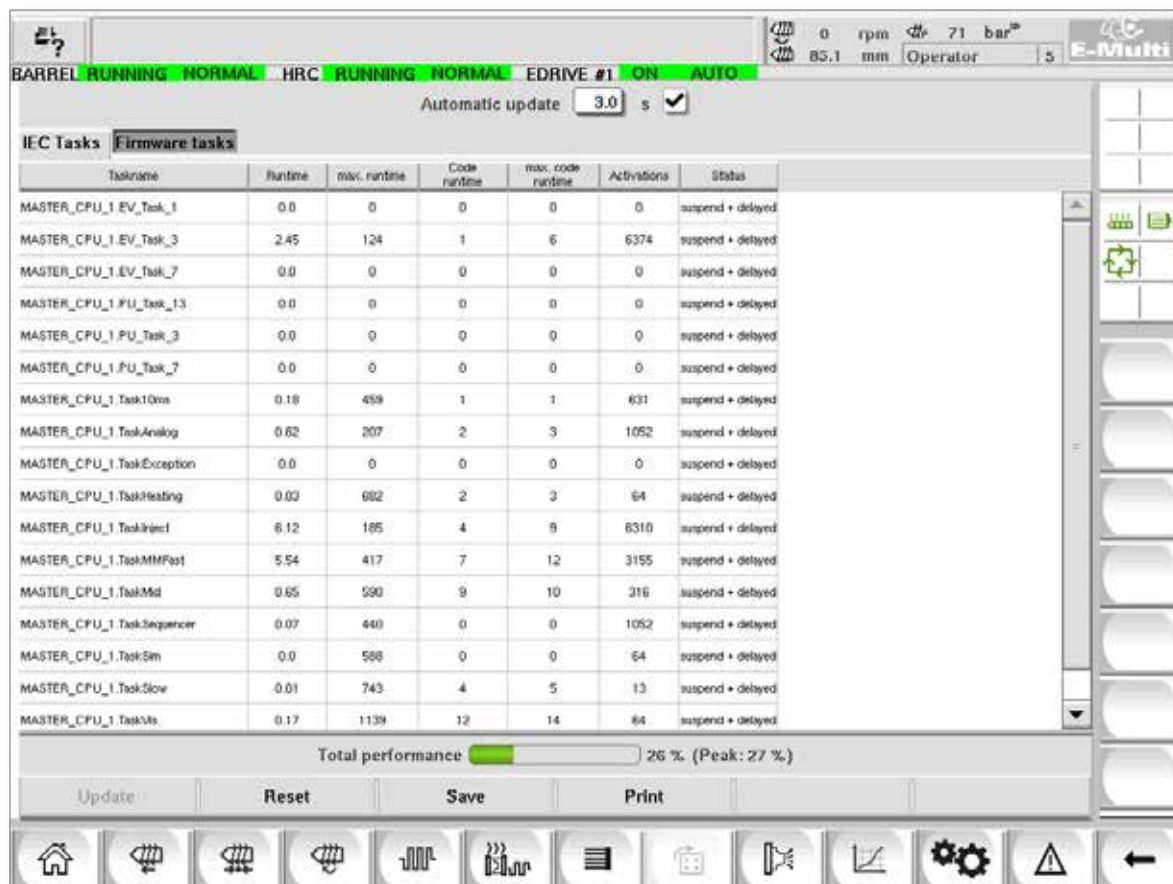 ?
0 rpm 71 bar
85.1 mm Operator 5
E-Multi
BARREL RUNNING NORMAL HRC RUNNING NORMAL EDRIVE #1 ON AUTO
Automatic update 3.0 s
IEC Tasks Firmware tasks
Taskname Runtime max. runtime Code runtime max. code runtime Activations Status
MASTER_CPU_1.EV_Task_1 0.0 0 0 0 0 suspend + delayed
MASTER_CPU_1.EV_Task_3 2.45 124 1 6 6374 suspend + delayed
MASTER_CPU_1.EV_Task_7 0.0 0 0 0 0 suspend + delayed
MASTER_CPU_1.PU_Task_13 0.0 0 0 0 0 suspend + delayed
MASTER_CPU_1.PU_Task_3 0.0 0 0 0 0 suspend + delayed
MASTER_CPU_1.PU_Task_7 0.0 0 0 0 0 suspend + delayed
MASTER_CPU_1.Task10ms 0.18 459 1 1 631 suspend + delayed
MASTER_CPU_1.TaskAnalog 0.62 207 2 3 1052 suspend + delayed
MASTER_CPU_1.TaskException 0.0 0 0 0 0 suspend + delayed
MASTER_CPU_1.TaskHeating 0.03 682 2 3 64 suspend + delayed
MASTER_CPU_1.TaskInject 6.12 185 4 9 6310 suspend + delayed
MASTER_CPU_1.TaskMMFast 5.54 417 7 12 3155 suspend + delayed
MASTER_CPU_1.TaskMid 0.65 590 9 10 316 suspend + delayed
MASTER_CPU_1.TaskSequencer 0.07 440 0 0 1052 suspend + delayed
MASTER_CPU_1.TaskSim 0.0 588 0 0 64 suspend + delayed
MASTER_CPU_1.TaskSlow 0.01 743 4 5 13 suspend + delayed
MASTER_CPU_1.TaskVis 0.17 1139 12 14 64 suspend + delayed
Total performance 26 % (Peak: 27 %)
Update Reset Save Print